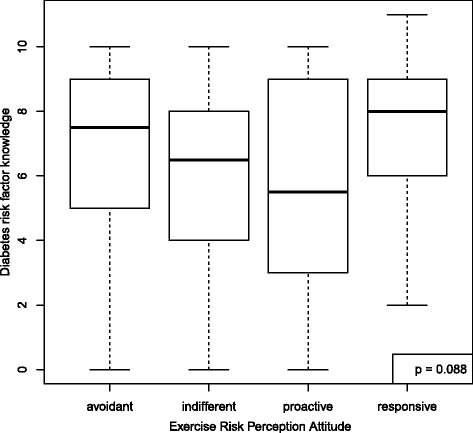 Diabetes risk factor knowledge
10
8
6
4
2
0
p = 0.088
avoidant indifferent proactive responsive
Exercise Risk Perception Attitude